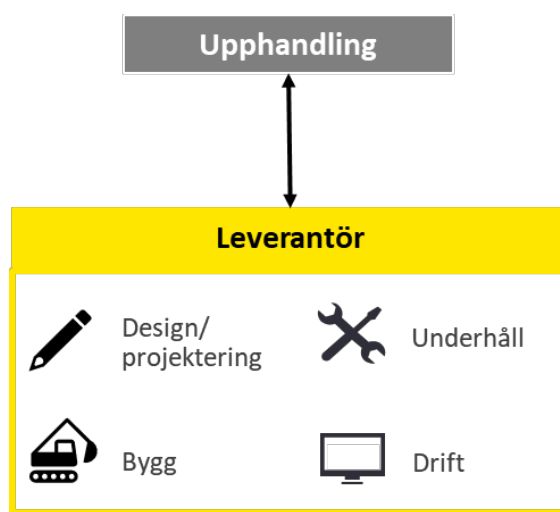 Upphandling
Leverantör
Design/
projektering
Underhåll
Bygg
Drift